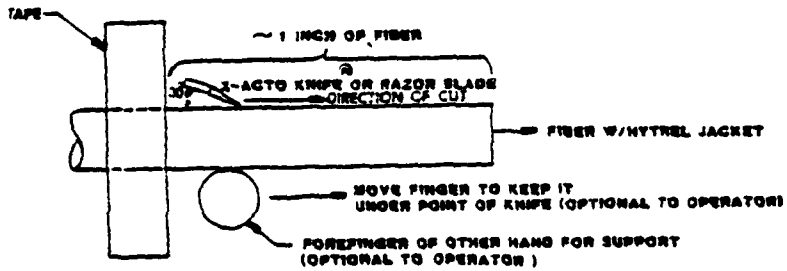 TAPE
~ 1 INCH OF FIBER
X-ACTO KNIFE OR RAZOR BLADE
30°
DIRECTION OF CUT
FIBER W/HYTREL JACKET
MOVE FINGER TO KEEP IT
UNDER POINT OF KNIFE (OPTIONAL TO OPERATOR)
FOREFINGER OF OTHER HAND FOR SUPPORT
(OPTIONAL TO OPERATOR )